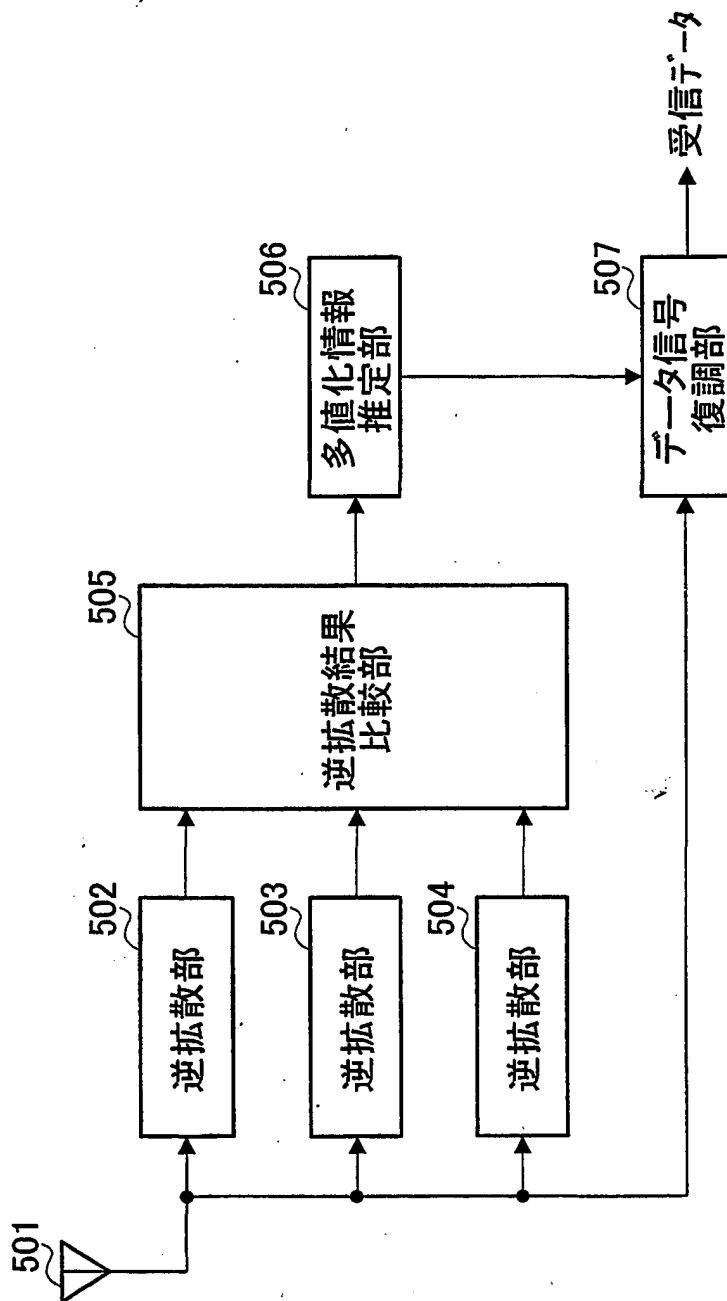 501
502
逆拡散部
503
逆拡散部
504
逆拡散部
505
逆拡散結果
比較部
506
多値化情報
推定部
507
データ信号
復調部
受信データ